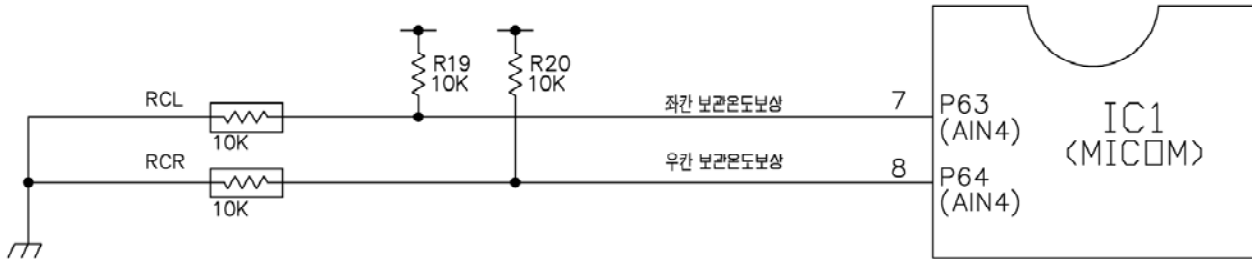 R19
10K
R20
10K
RCL
10K
좌칸 보관온도보상
7
P63
(AIN4)
IC1
(MICOM)
RCR
10K
우칸 보관온도보상
8
P64
(AIN4)